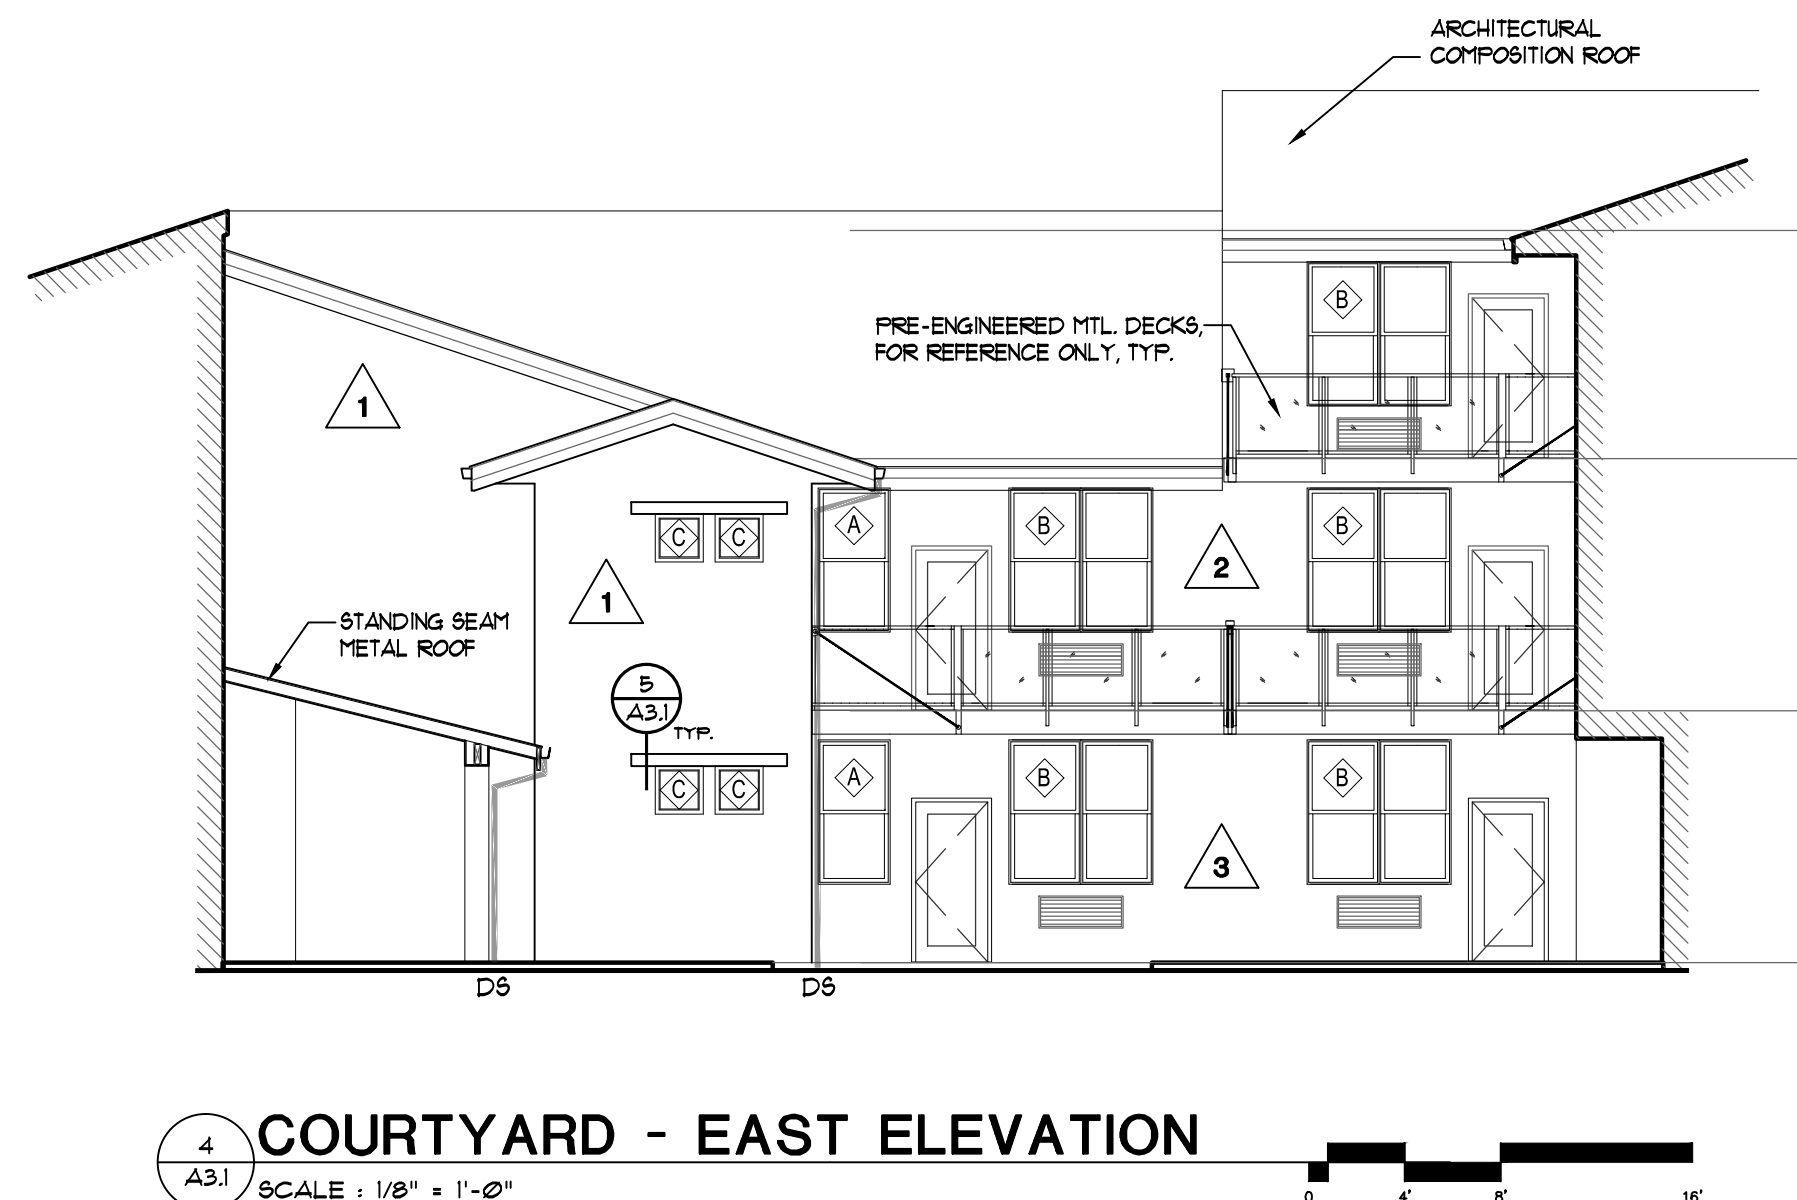 ARCHITECTURAL
COMPOSITION ROOF
B
PRE-ENGINEERED MTL. DECKS,
FOR REFERENCE ONLY, TYP.
1
A
B
B
C
C
2
1
STANDING SEAM
METAL ROOF
5
A3.1
TYP.
A
B
B
C
C
3
DS
DS
4
A3.1
COURTYARD - EAST ELEVATION
SCALE : 1/8" = 1'-0"
0
4'
8'
16'